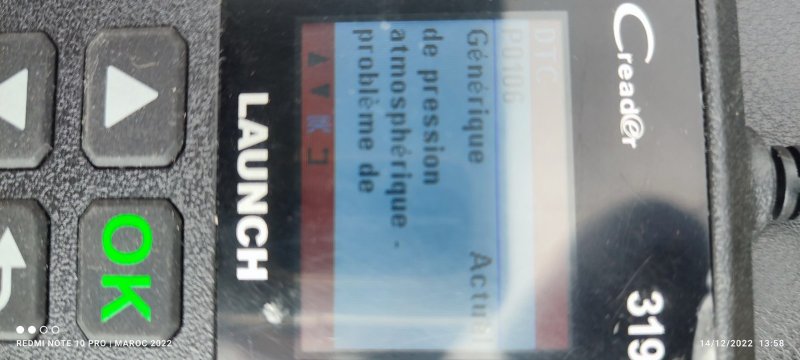 Cread@r
319
DTC
P0106
Générique Actu
de pression
atmosphérique -
problème de
LAUNCH
OK
REDMI NOTE 10 PRO | MAROC 2022
14/12/2022 13:58